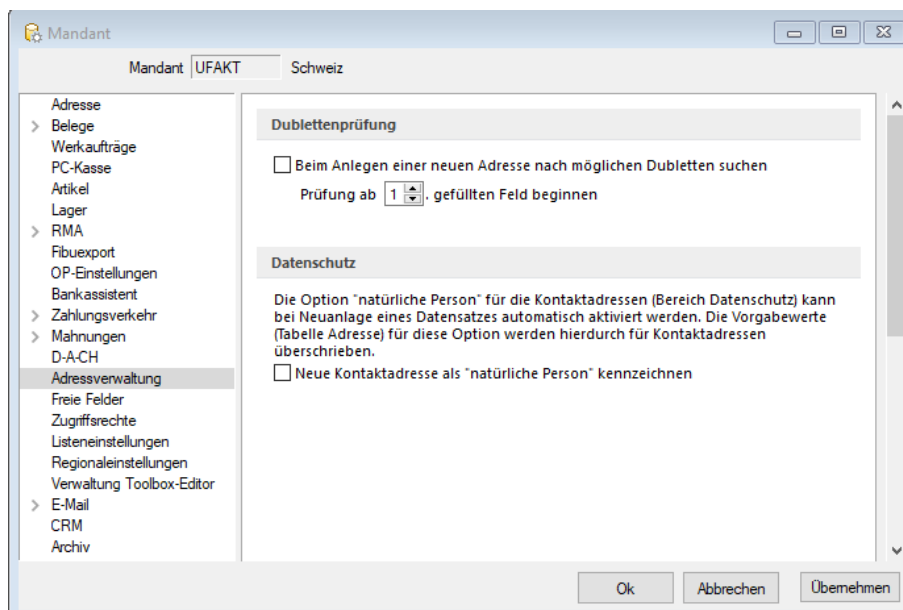 Mandant
Mandant UFAKT Schweiz
Adresse
Belege
Werkaufträge
PC-Kasse
Artikel
Lager
RMA
Fibuexport
OP-Einstellungen
Bankassistent
Zahlungsverkehr
Mahnungen
D-A-CH
Adressverwaltung
Freie Felder
Zugriffsrechte
Listeneinstellungen
Regionaleinstellungen
Verwaltung Toolbox-Editor
E-Mail
CRM
Archiv
Dublettenprüfung
Beim Anlegen einer neuen Adresse nach möglichen Dubletten suchen
Prüfung ab 1 . gefüllten Feld beginnen
Datenschutz
Die Option "natürliche Person" für die Kontaktadressen (Bereich Datenschutz) kann
bei Neuanlage eines Datensatzes automatisch aktiviert werden. Die Vorgabewerte
(Tabelle Adresse) für diese Option werden hierdurch für Kontaktadressen
überschrieben.
Neue Kontaktadresse als "natürliche Person" kennzeichnen
Ok Abbrechen Übernehmen